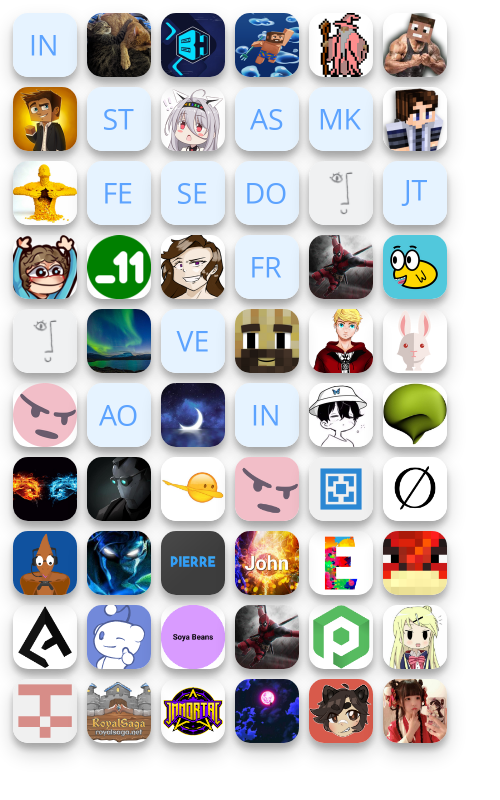 IN
BH
ST
AS
MK
FE
SE
DO
JT
_11
FR
VE
AO
IN
Ø
PIERRE
John
E
Soya Beans
RoyalSaga
royalsaga.net
IMMORTAL